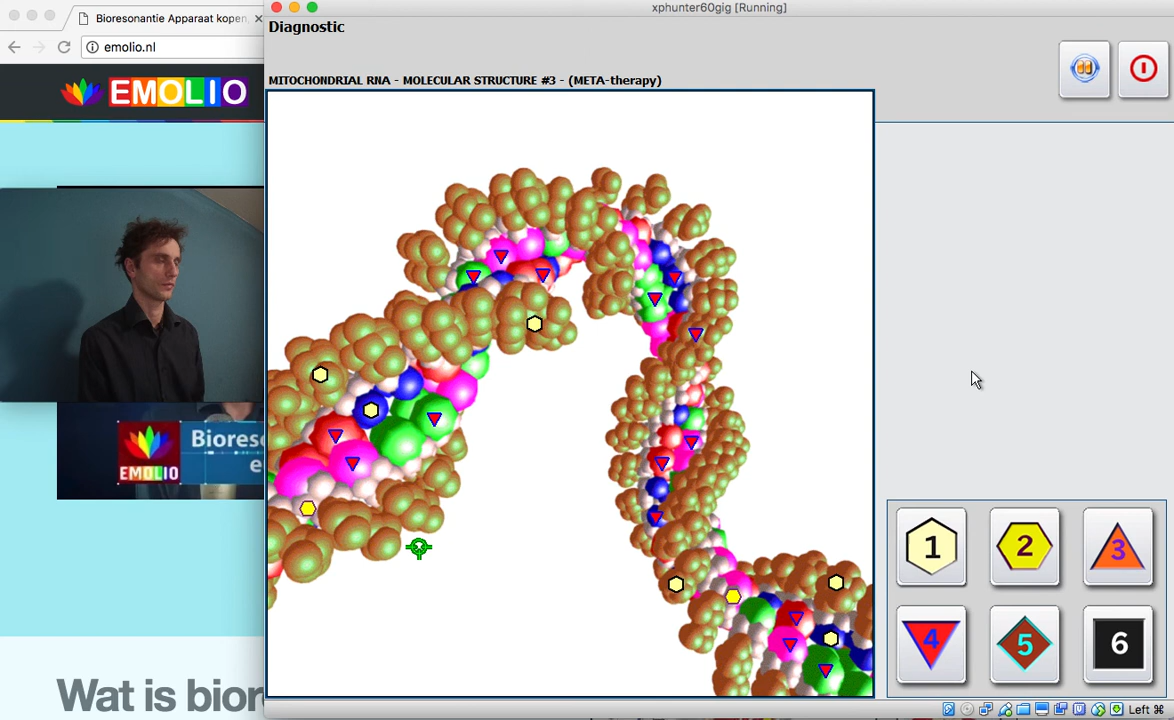 Bioresonantie Apparaat kopen,
emolio.nl
EMOLIO
xphunter60gig [Running]
Diagnostic
MITOCHONDRIAL RNA - MOLECULAR STRUCTURE #3 - (META-therapy)
EMOLIO
Biores
e
Wat is bior
1
2
3
4
5
6
Left ⌘